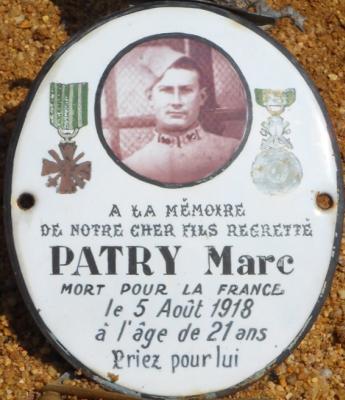 A LA MÉMOIRE
DE NOTRE CHER FILS REGRETTÉ
PATRY Marc
MORT POUR LA FRANCE
le 5 Août 1918
à l'âge de 21 ans
Priez pour lui